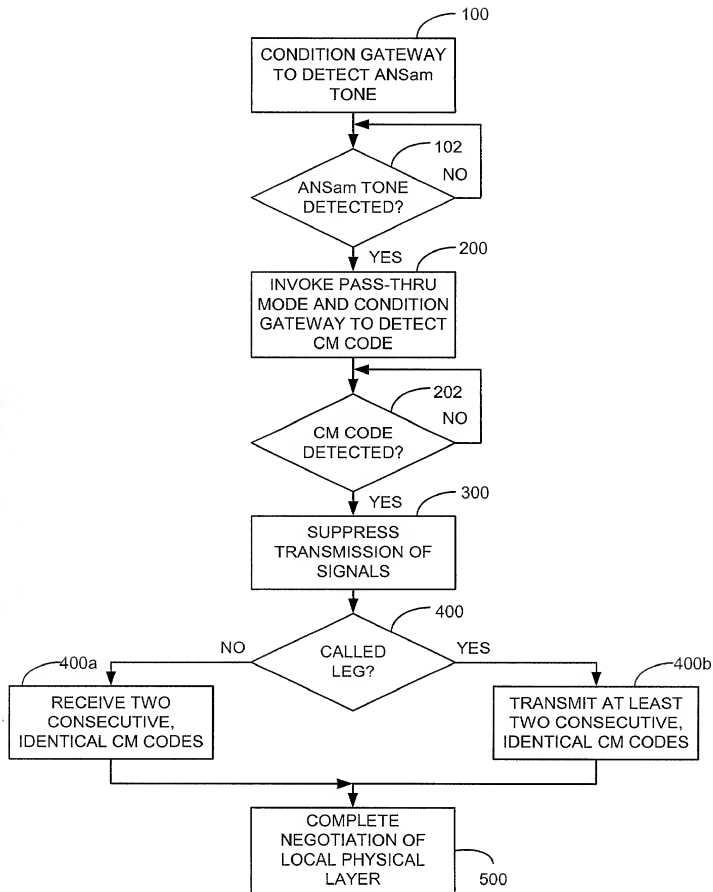 100
CONDITION GATEWAY
TO DETECT ANSam
TONE
102
NO
ANSam TONE
DETECTED?
YES
200
INVOKE PASS-THRU
MODE AND CONDITION
GATEWAY TO DETECT
CM CODE
202
NO
CM CODE
DETECTED?
YES
300
SUPPRESS
TRANSMISSION OF
SIGNALS
400
NO
CALLED
LEG?
YES
400a
RECEIVE TWO
CONSECUTIVE,
IDENTICAL CM CODES
400b
TRANSMIT AT LEAST
TWO CONSECUTIVE,
IDENTICAL CM CODES
COMPLETE
NEGOTIATION OF
LOCAL PHYSICAL
LAYER
500